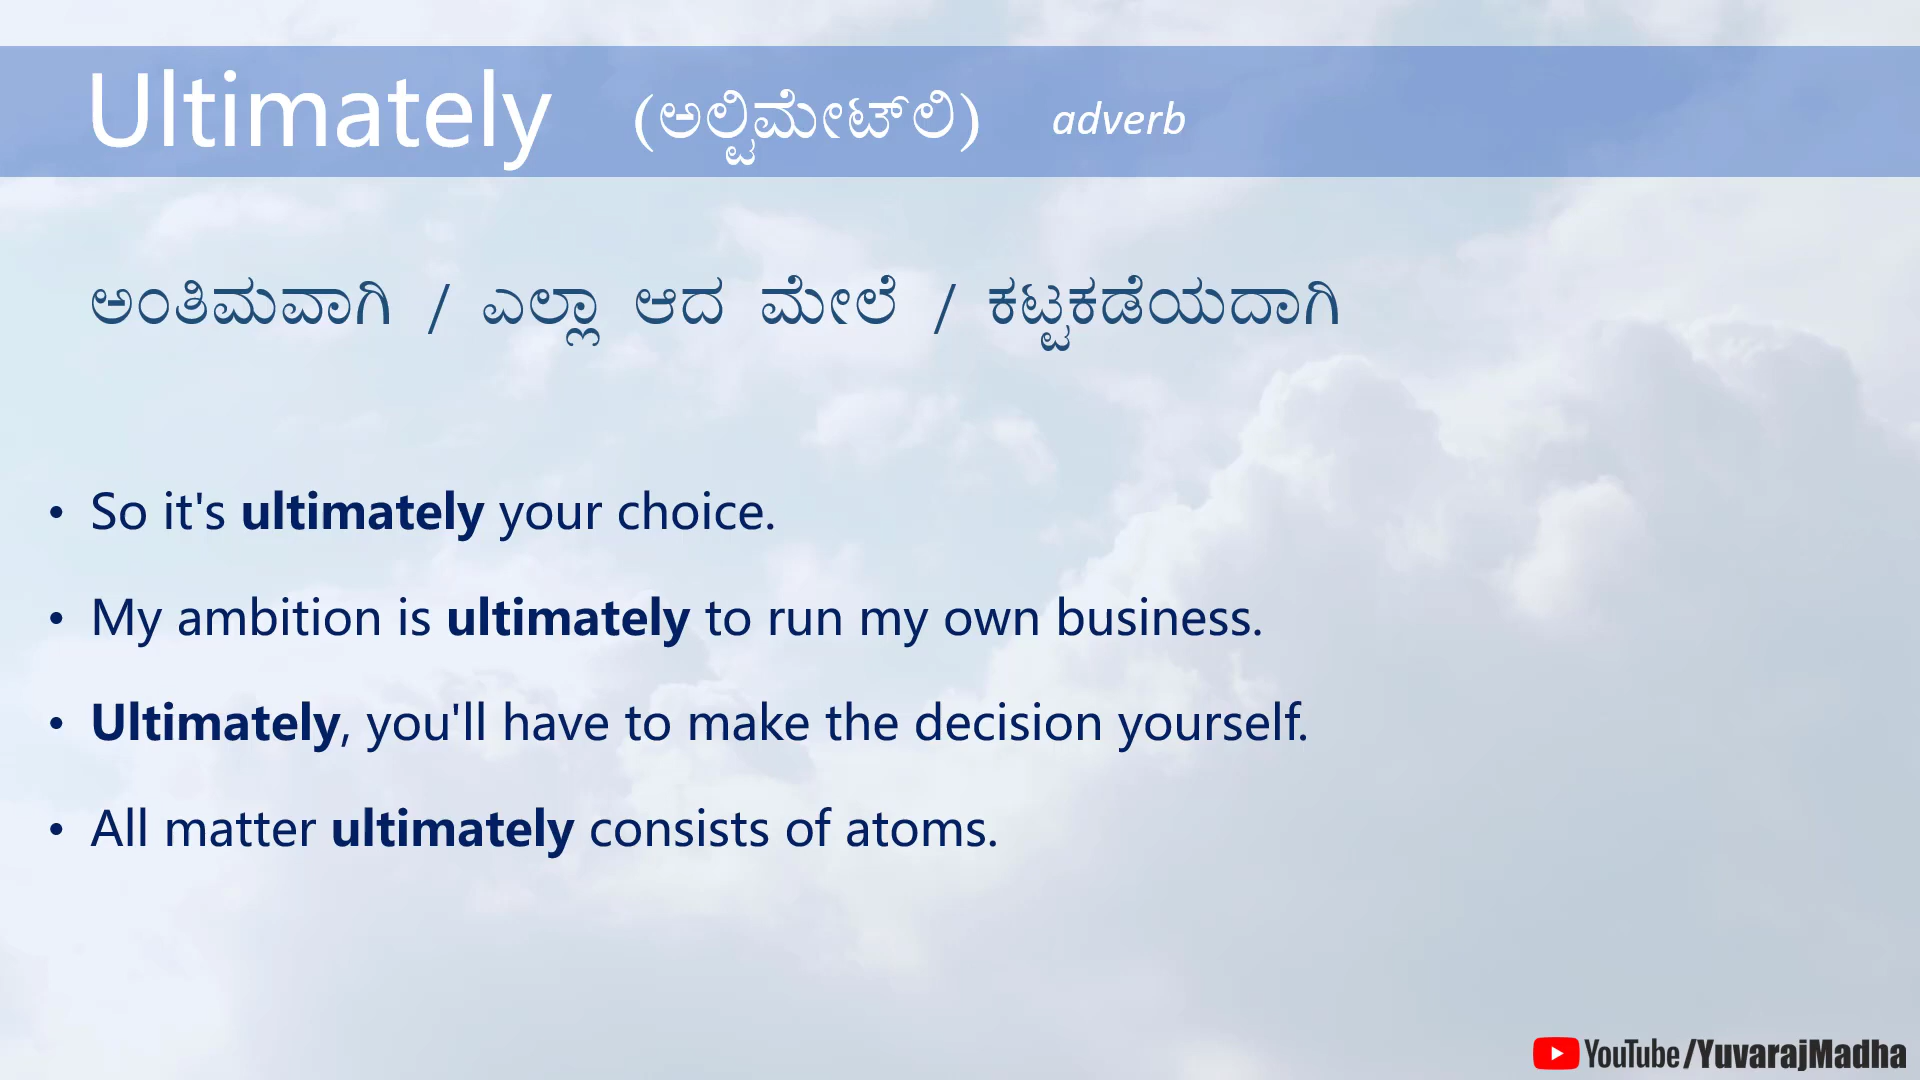 Ultimately (ಅಲ್ಟಿಮೇಟ್‌ಲಿ) adverb
ಅಂತಿಮವಾಗಿ / ಎಲ್ಲಾ ಆದ ಮೇಲೆ / ಕಟ್ಟಕಡೆಯದಾಗಿ
• So it's ultimately your choice.
• My ambition is ultimately to run my own business.
• Ultimately, you'll have to make the decision yourself.
• All matter ultimately consists of atoms.
YouTube/YuvarajMadha